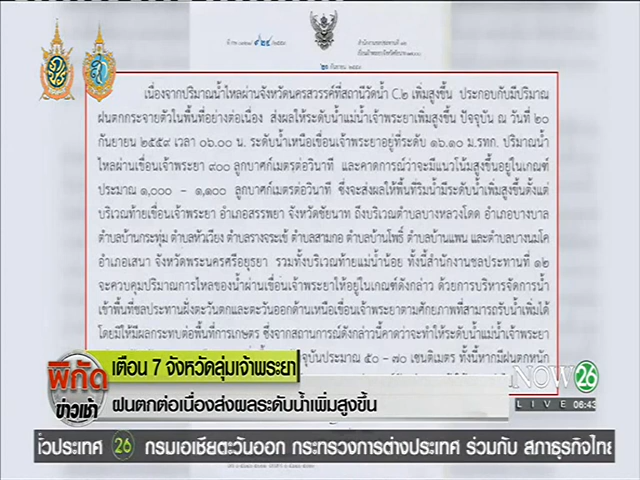 สำนักงานชลประทานที่ ๑๒
๒๑ กันยายน ๒๕๕๙
เนื่องจากปริมาณน้ำไหลผ่านจังหวัดนครสวรรค์ที่สถานีวัดน้ำ C.๒ เพิ่มสูงขึ้น ประกอบกับมีปริมาณ
ฝนตกกระจายตัวในพื้นที่อย่างต่อเนื่อง ส่งผลให้ระดับน้ำแม่น้ำเจ้าพระยาเพิ่มสูงขึ้น ปัจจุบัน ณ วันที่ ๒๐
กันยายน ๒๕๕๙ เวลา ๐๖.๐๐ น. ระดับน้ำเหนือเขื่อนเจ้าพระยาอยู่ที่ระดับ ๑๖.๑๐ ม.รทก. ปริมาณน้ำ
ไหลผ่านเขื่อนเจ้าพระยา ๙๐๐ ลูกบาศก์เมตรต่อวินาที และคาดการณ์ว่าจะมีแนวโน้มสูงขึ้นอยู่ในเกณฑ์
ประมาณ ๑,๐๐๐ – ๑,๑๐๐ ลูกบาศก์เมตรต่อวินาที ซึ่งจะส่งผลให้พื้นที่ริมน้ำมีระดับน้ำเพิ่มสูงขึ้นตั้งแต่
บริเวณท้ายเขื่อนเจ้าพระยา อำเภอสรรพยา จังหวัดชัยนาท ถึงบริเวณตำบลบางหลวงโดด อำเภอบางบาล
ตำบลบ้านกระทุ่ม ตำบลหัวเวียง ตำบลรางจระเข้ ตำบลสามกอ ตำบลบ้านโพธิ์ ตำบลบ้านแพน และตำบลบางนมโค
อำเภอเสนา จังหวัดพระนครศรีอยุธยา รวมทั้งบริเวณท้ายแม่น้ำน้อย ทั้งนี้สำนักงานชลประทานที่ ๑๒
จะควบคุมปริมาณการไหลของน้ำผ่านเขื่อนเจ้าพระยาให้อยู่ในเกณฑ์ดังกล่าว ด้วยการบริหารจัดการน้ำ
เข้าพื้นที่ชลประทานฝั่งตะวันตกและตะวันออกด้านเหนือเขื่อนเจ้าพระยาตามศักยภาพที่สามารถรับน้ำเพิ่มได้
โดยมิให้มีผลกระทบต่อพื้นที่การเกษตร ซึ่งจากสถานการณ์ดังกล่าวนี้คาดว่าจะทำให้ระดับน้ำแม่น้ำเจ้าพระยา
จุบันประมาณ ๕๐ – ๗๐ เซนติเมตร ทั้งนี้หากมีฝนตกหนัก
พิกัด
ข่าวเช้า
เตือน 7 จังหวัดลุ่มเจ้าพระยา
ฝนตกต่อเนื่องส่งผลระดับน้ำเพิ่มสูงขึ้น
NOW 26
LIVE 06:43
ทั่วประเทศ 26 กรมเอเชียตะวันออก กระทรวงการต่างประเทศ ร่วมกับ สภาธุรกิจไทย